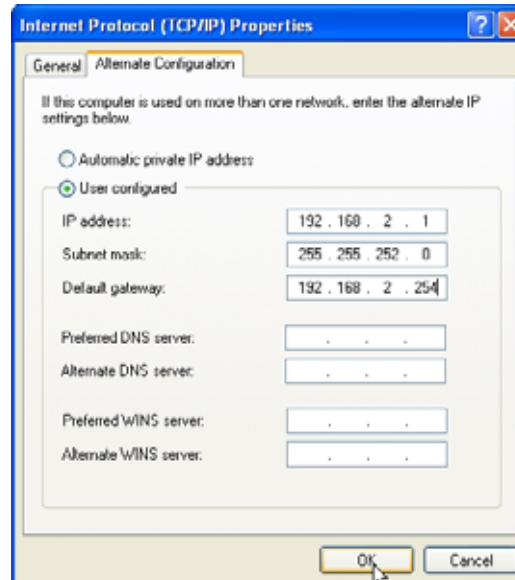 Internet Protocol (TCP/IP) Properties
General Alternate Configuration
If this computer is used on more than one network, enter the alternate IP
settings below.
Automatic private IP address
User configured
IP address: 192 . 168 . 2 . 1
Subnet mask: 255 . 255 . 252 . 0
Default gateway: 192 . 168 . 2 . 254
Preferred DNS server: . . .
Alternate DNS server: . . .
Preferred WINS server: . . .
Alternate WINS server: . . .
OK Cancel